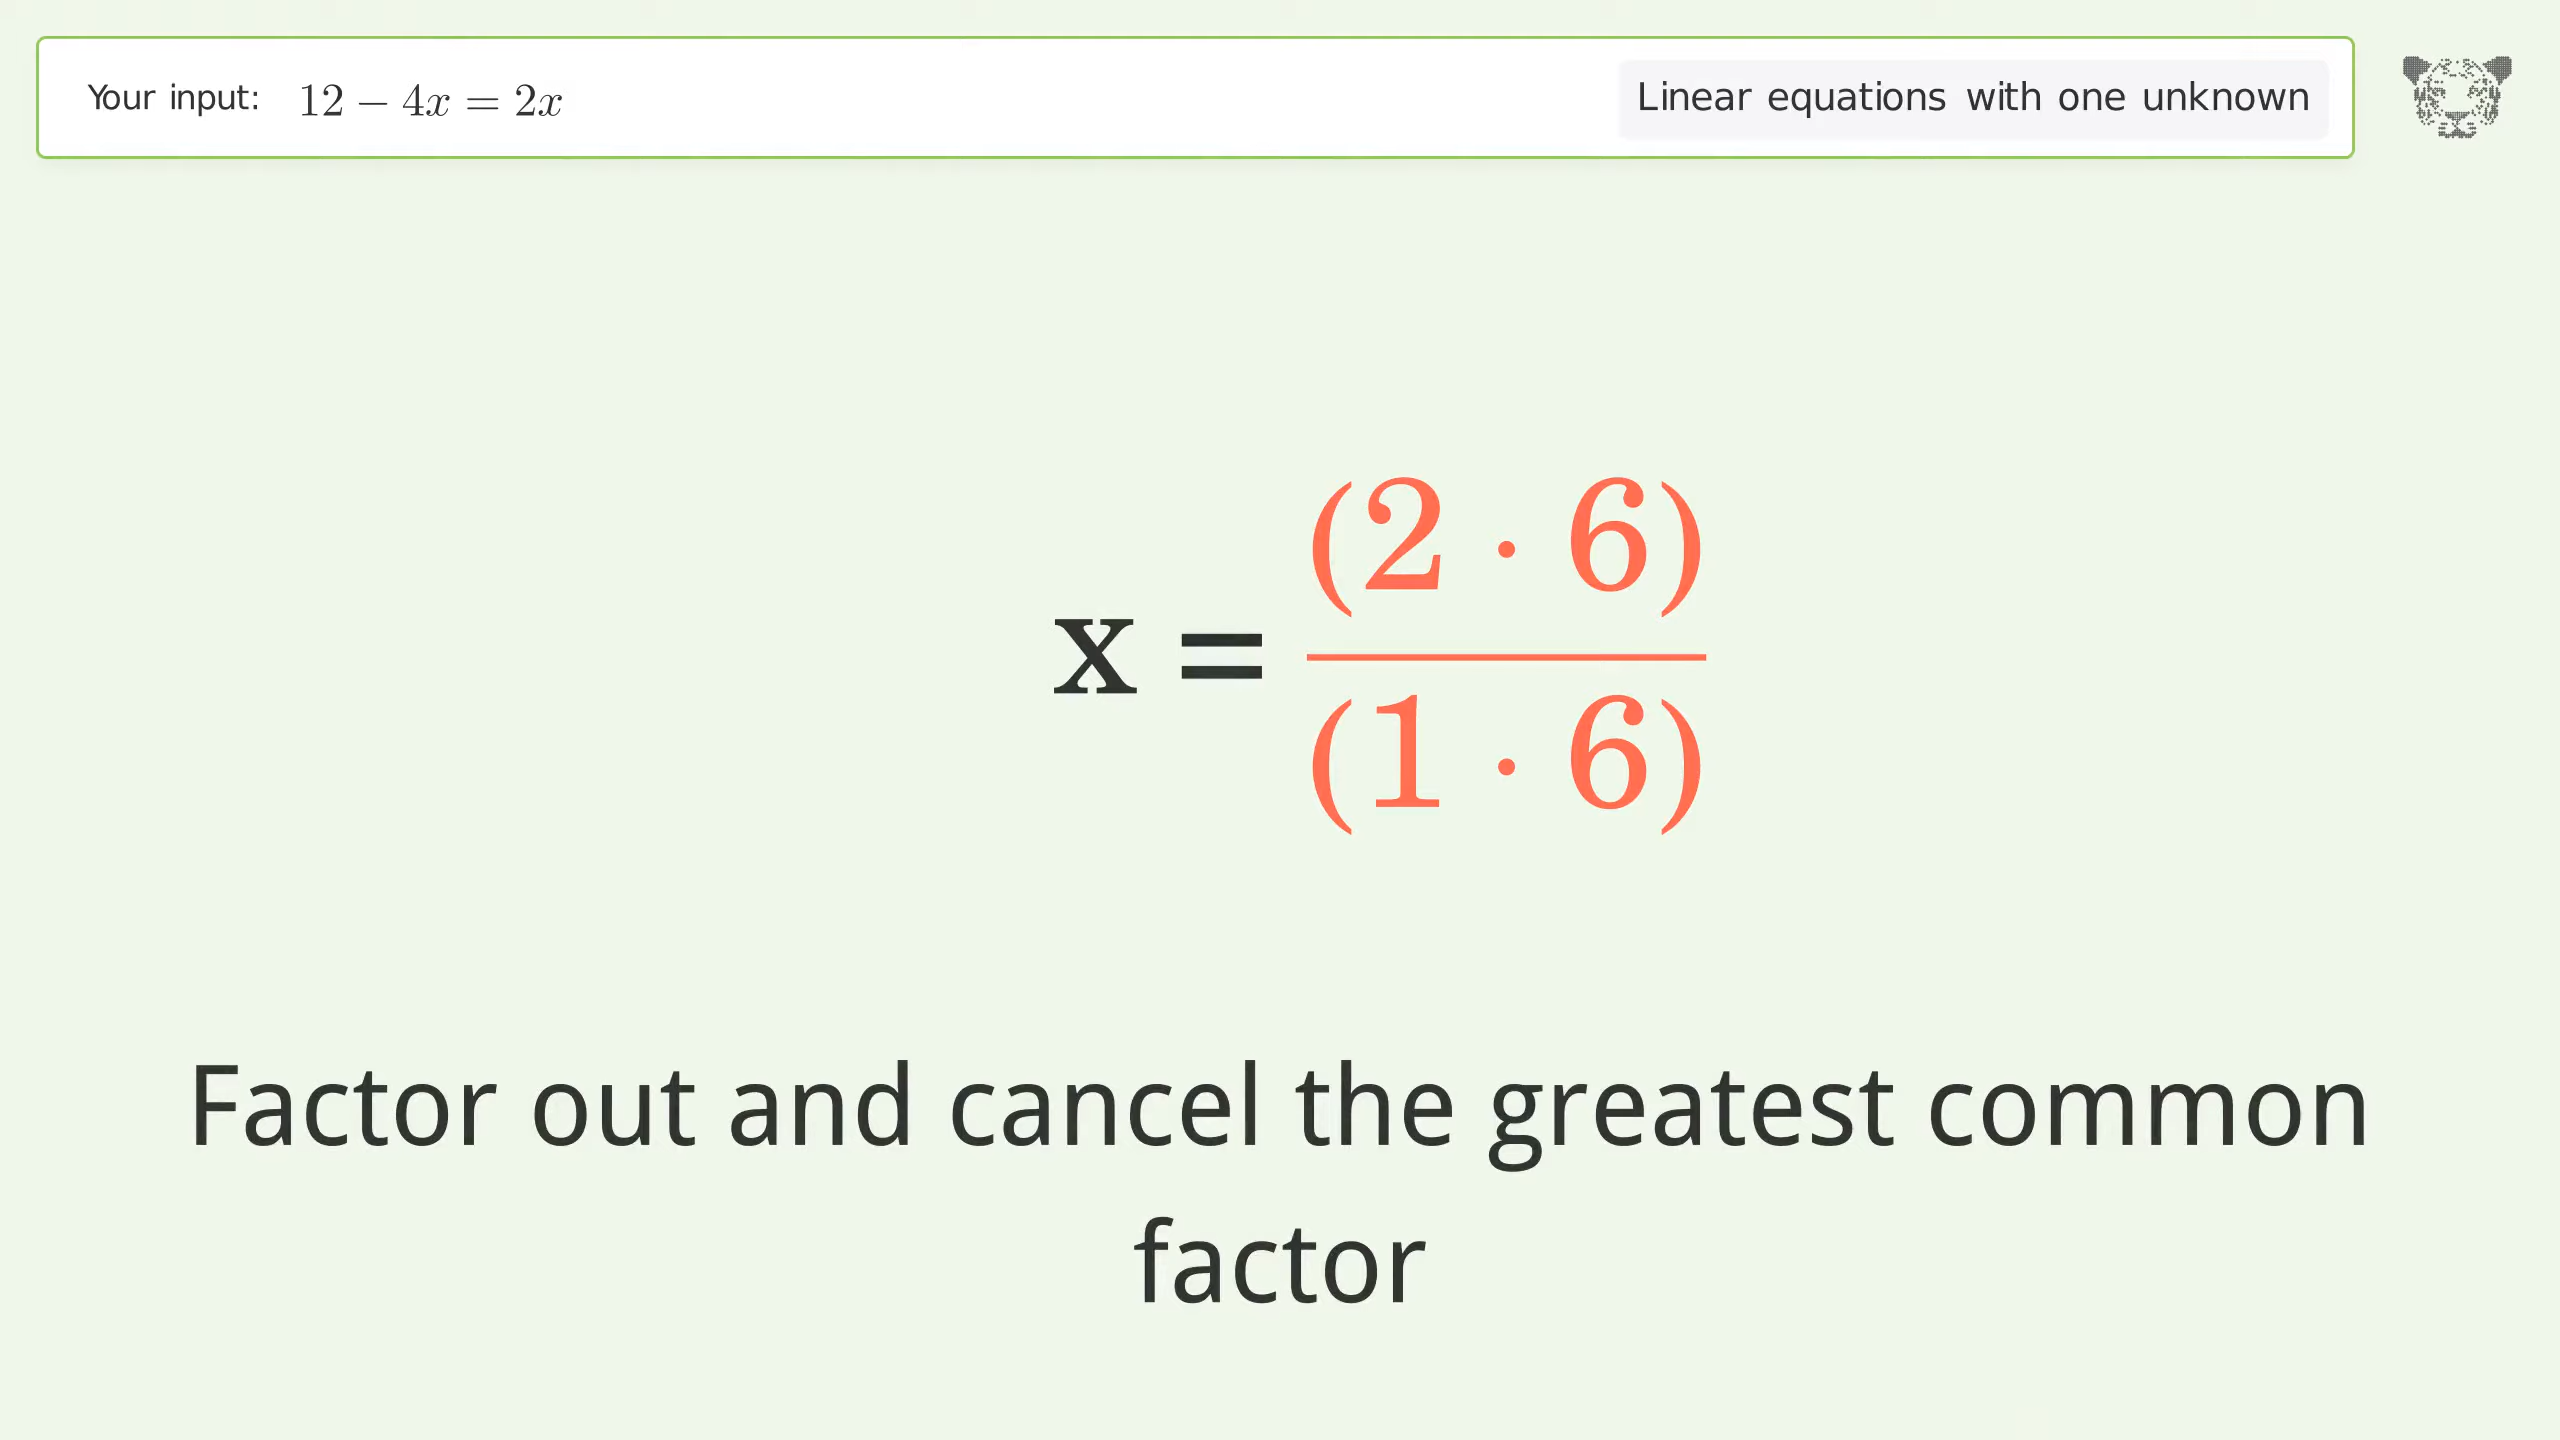 Your input: 12 − 4x = 2x
Linear equations with one unknown
x = (2 · 6) / (1 · 6)
Factor out and cancel the greatest common
factor